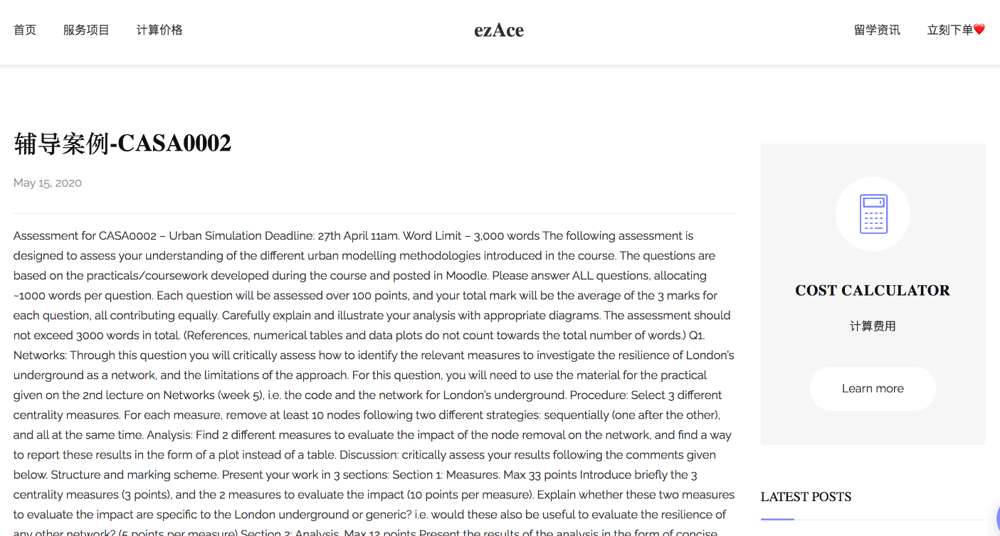 首页
服务项目
计算价格
ezAce
留学资讯
立刻下单❤️
辅导案例-CASA0002
May 15, 2020
Assessment for CASA0002 – Urban Simulation Deadline: 27th April 11am. Word Limit – 3,000 words The following assessment is
designed to assess your understanding of the different urban modelling methodologies introduced in the course. The questions are
based on the practicals/coursework developed during the course and posted in Moodle. Please answer ALL questions, allocating
~1000 words per question. Each question will be assessed over 100 points, and your total mark will be the average of the 3 marks for
each question, all contributing equally. Carefully explain and illustrate your analysis with appropriate diagrams. The assessment should
not exceed 3000 words in total. (References, numerical tables and data plots do not count towards the total number of words.) Q1.
Networks: Through this question you will critically assess how to identify the relevant measures to investigate the resilience of London's
underground as a network, and the limitations of the approach. For this question, you will need to use the material for the practical
given on the 2nd lecture on Networks (week 5), i.e. the code and the network for London's underground. Procedure: Select 3 different
centrality measures. For each measure, remove at least 10 nodes following two different strategies: sequentially (one after the other),
and all at the same time. Analysis: Find 2 different measures to evaluate the impact of the node removal on the network, and find a way
to report these results in the form of a plot instead of a table. Discussion: critically assess your results following the comments given
below. Structure and marking scheme. Present your work in 3 sections: Section 1: Measures. Max 33 points Introduce briefly the 3
centrality measures (3 points), and the 2 measures to evaluate the impact (10 points per measure). Explain whether these two measures
to evaluate the impact are specific to the London underground or generic? i.e. would these also be useful to evaluate the resilience of
any other network? (5 points per measure) Section 2: Analysis. Max 12 points Present the results of the analysis in the form of concise
COST CALCULATOR
计算费用
Learn more
LATEST POSTS